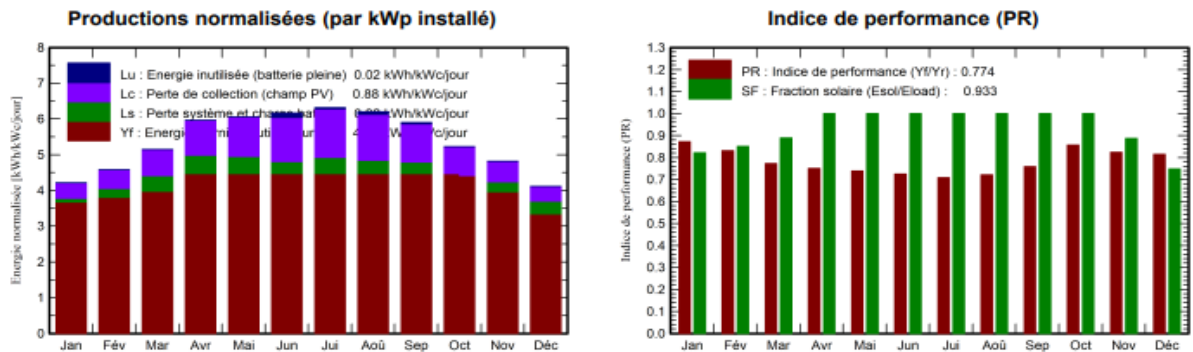 Productions normalisées (par kWp installé)
8
7
6
5
4
3
2
1
0
Energie normalisée [kWh/kWc/jour]
Lu : Energie inutilisée (batterie pleine) 0.02 kWh/kWc/jour
Lc : Perte de collection (champ PV) 0.88 kWh/kWc/jour
Ls : Perte système et charge kWh/kWc/jour
Yf : kWc/jour
Jan Fév Mar Avr Mai Jun Jui Aoû Sep Oct Nov Déc
Indice de performance (PR)
1.3
1.2
1.1
1.0
0.9
0.8
0.7
0.6
0.5
0.4
0.3
0.2
0.1
0.0
Indice de performance (PR)
PR : Indice de performance (Yf/Yr) : 0.774
SF : Fraction solaire (Esol/Eload) : 0.933
Jan Fév Mar Avr Mai Jun Jui Aoû Sep Oct Nov Déc